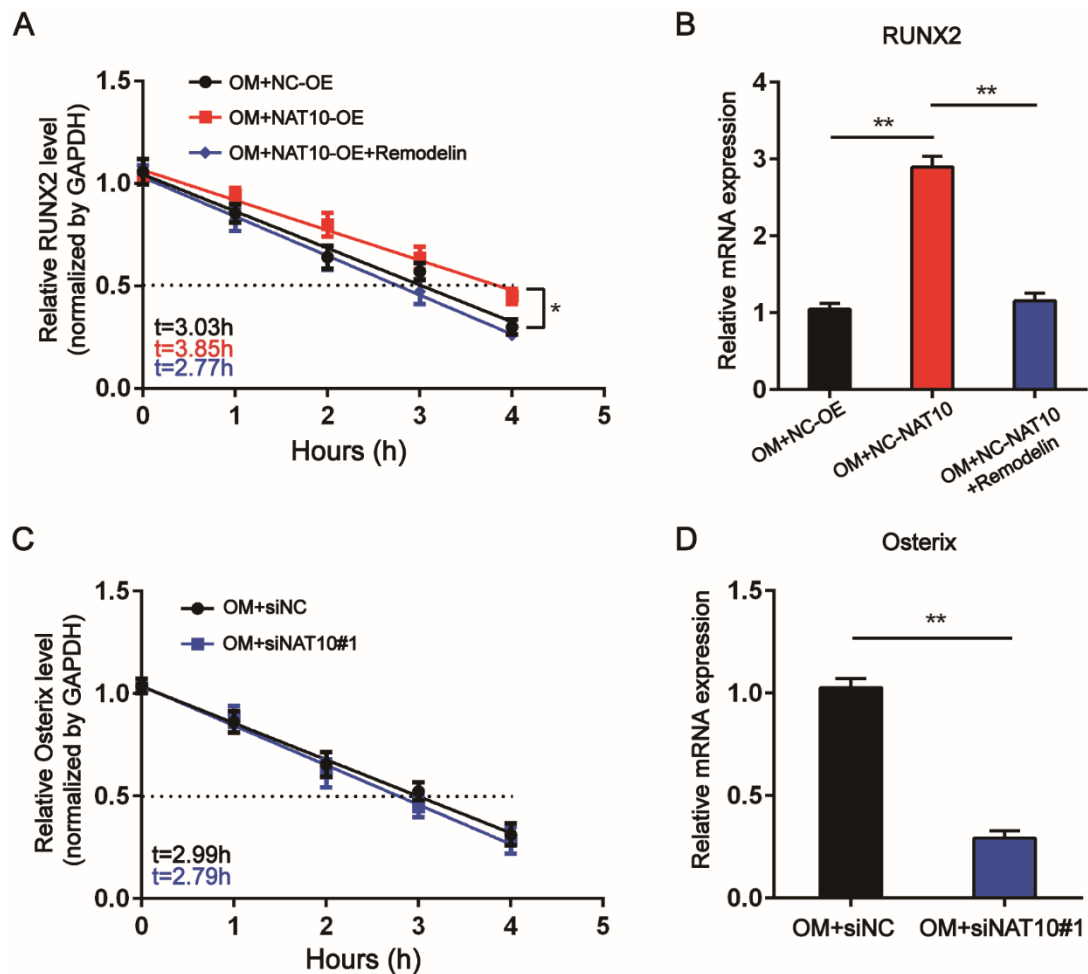 A
Relative RUNX2 level
(normalized by GAPDH)
1.5
1.0
0.5
0.0
OM+NC-OE
OM+NAT10-OE
OM+NAT10-OE+Remodelin
*
t=3.03h
t=3.85h
t=2.77h
0 1 2 3 4 5
Hours (h)
B
RUNX2
Relative mRNA expression
4
3
2
1
0
**
**
OM+NC-OE
OM+NC-NAT10
OM+NC-NAT10
+Remodelin
C
Relative Osterix level
(normalized by GAPDH)
1.5
1.0
0.5
0.0
OM+siNC
OM+siNAT10#1
t=2.99h
t=2.79h
0 1 2 3 4 5
Hours (h)
D
Osterix
Relative mRNA expression
1.5
1.0
0.5
0.0
**
OM+siNC OM+siNAT10#1